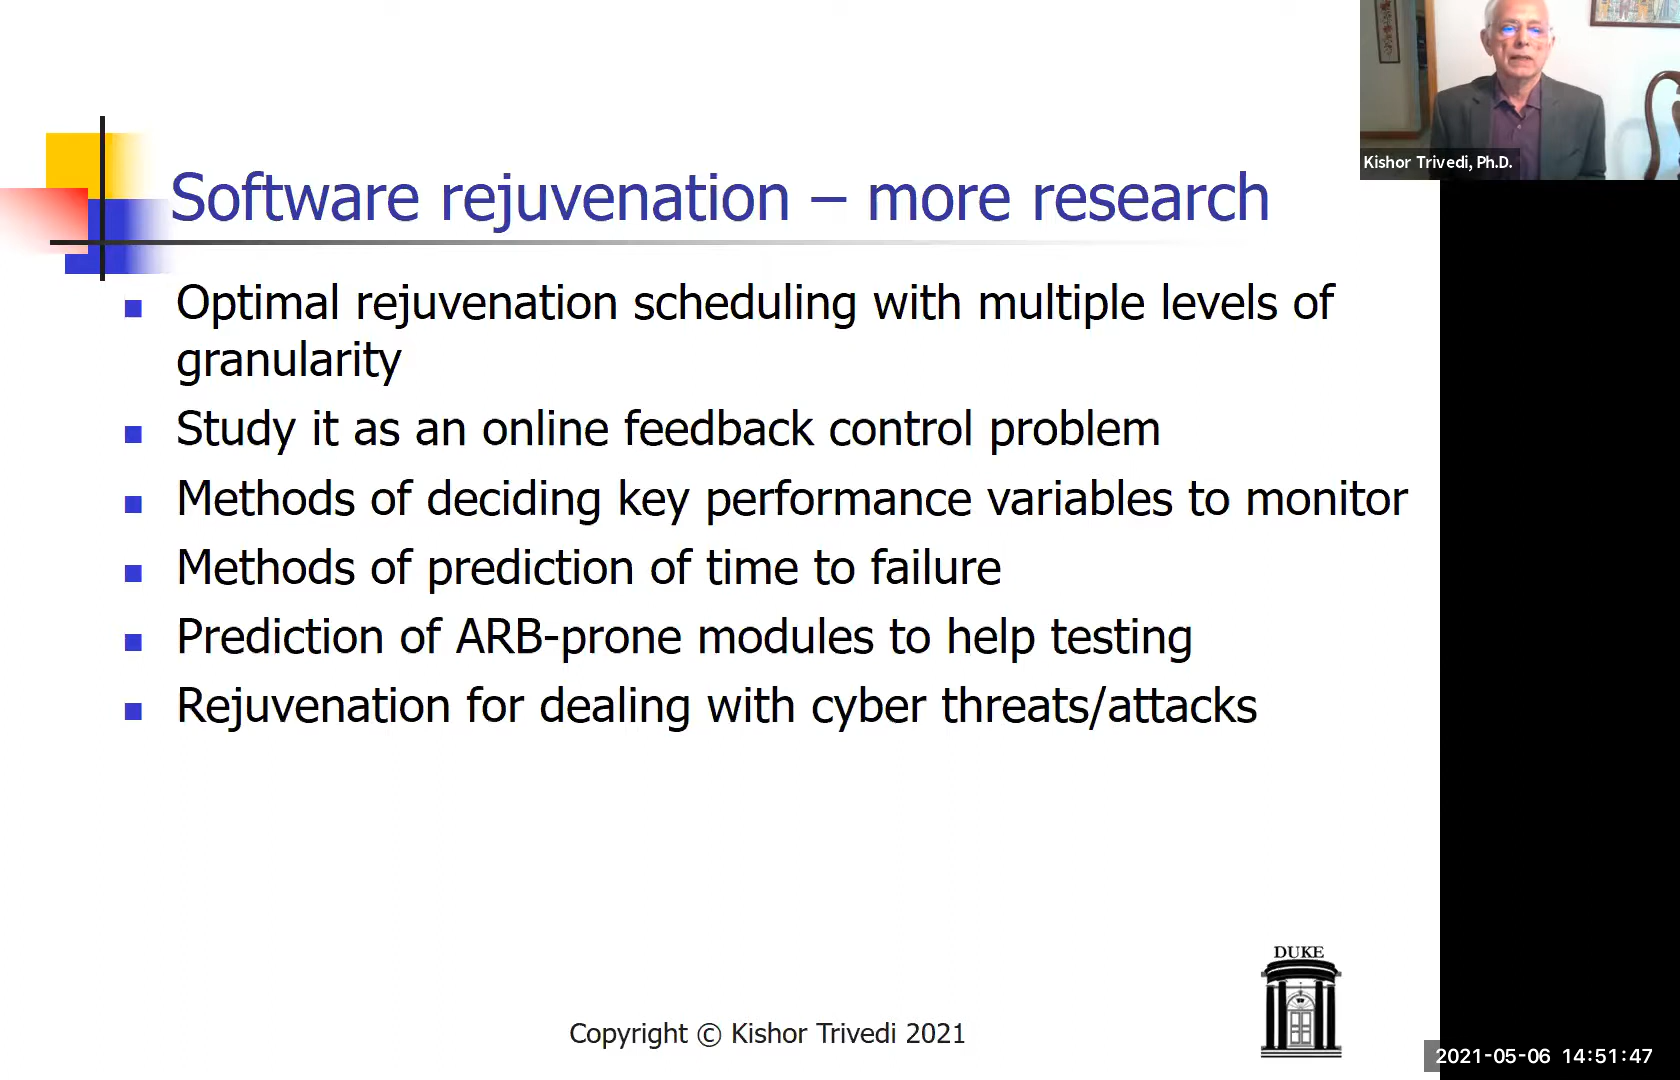 Kishor Trivedi, Ph.D.
Software rejuvenation – more research
Optimal rejuvenation scheduling with multiple levels of
granularity
Study it as an online feedback control problem
Methods of deciding key performance variables to monitor
Methods of prediction of time to failure
Prediction of ARB-prone modules to help testing
Rejuvenation for dealing with cyber threats/attacks
DUKE
Copyright © Kishor Trivedi 2021
2021-05-06 14:51:47